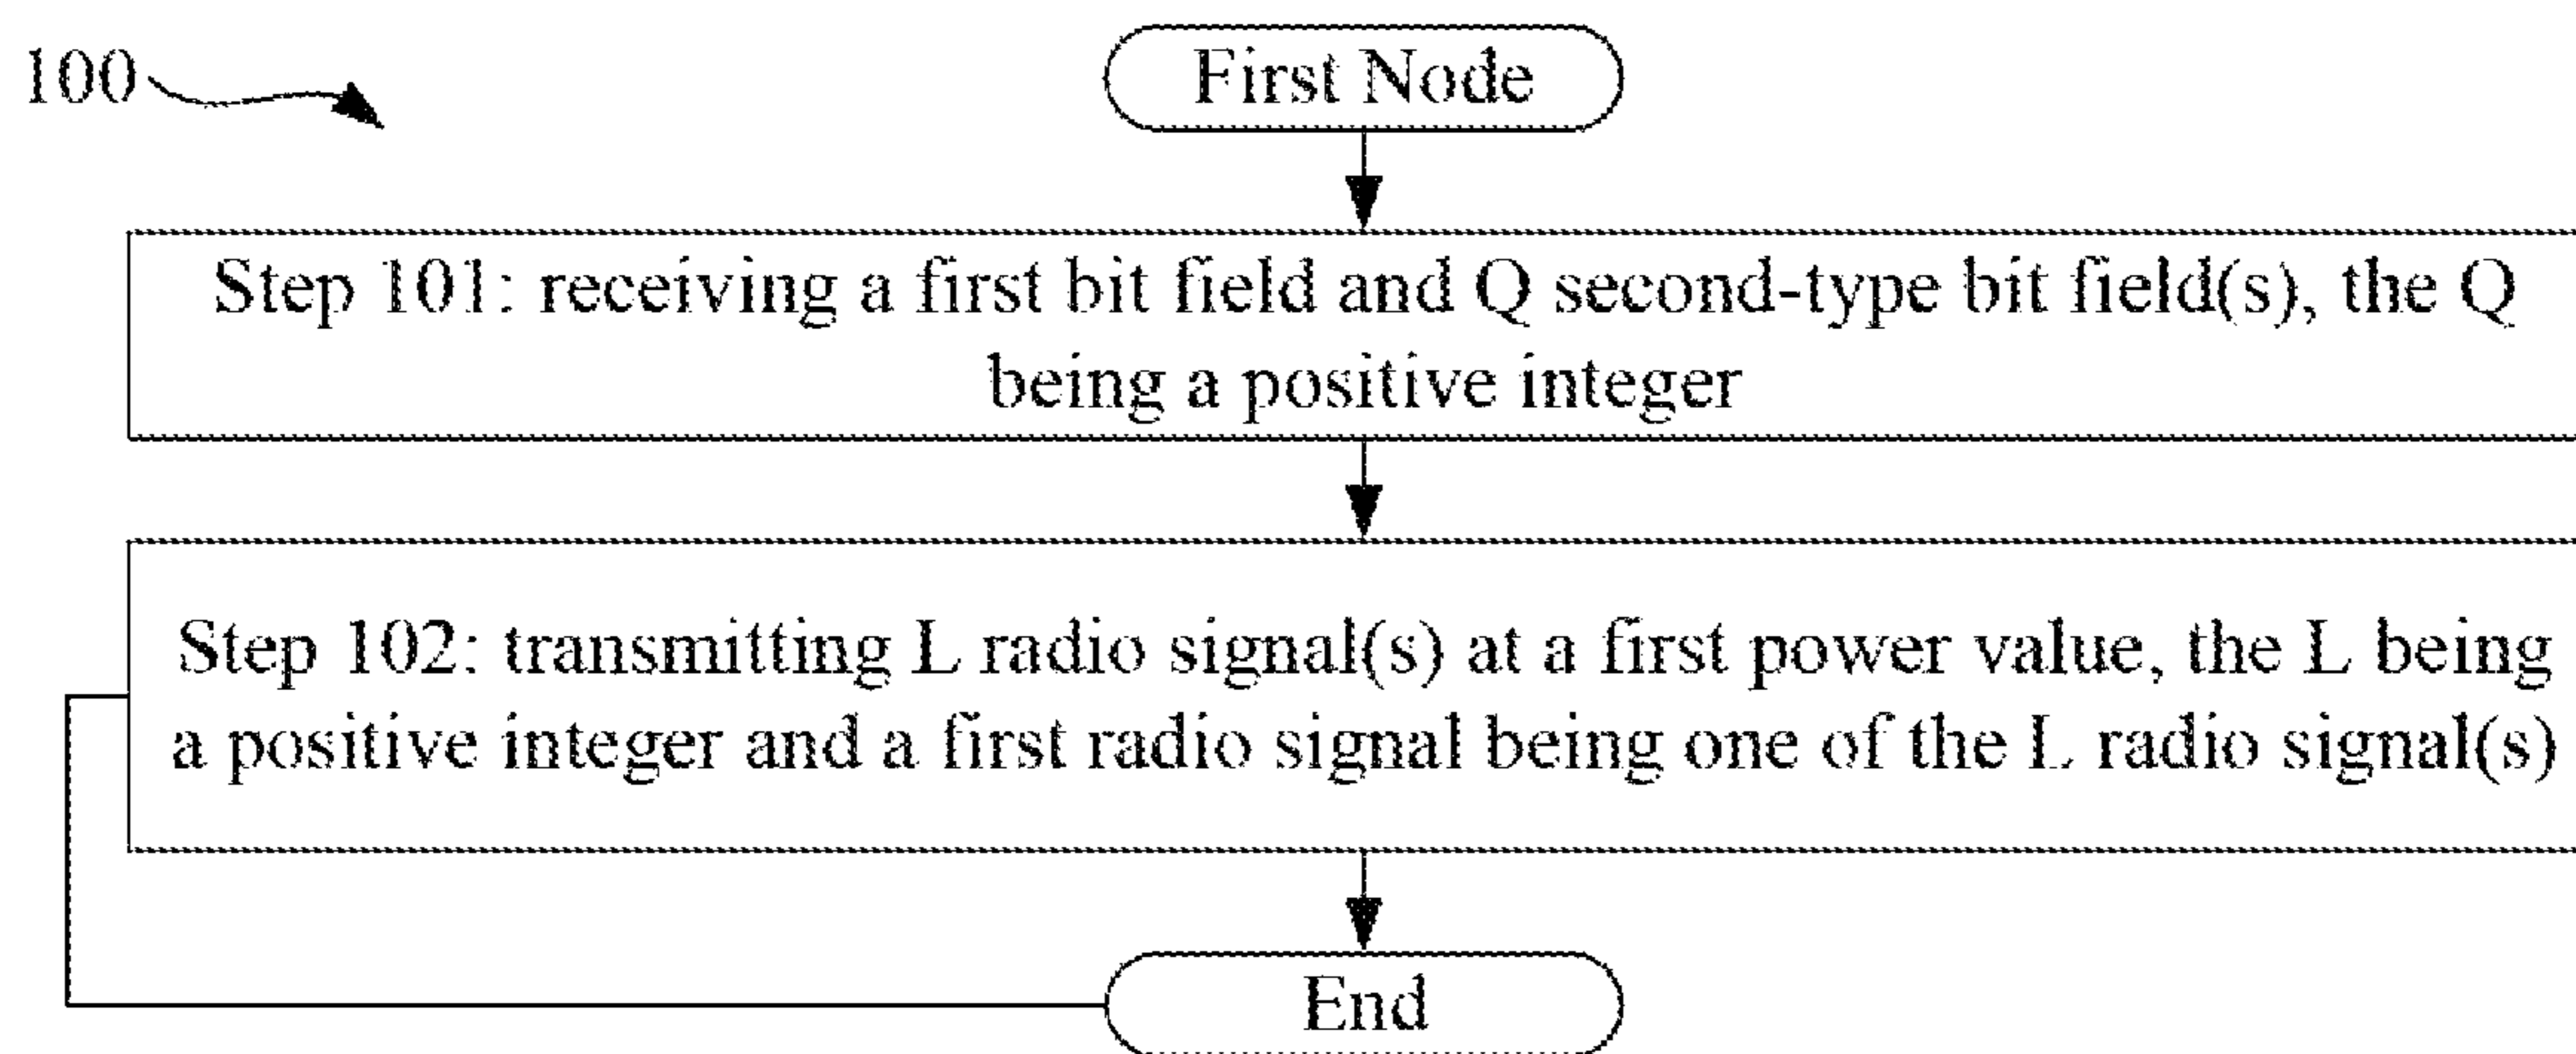 100
First Node
Step 101: receiving a first bit field and Q second-type bit field(s), the Q
being a positive integer
Step 102: transmitting L radio signal(s) at a first power value, the L being
a positive integer and a first radio signal being one of the L radio signal(s)
End